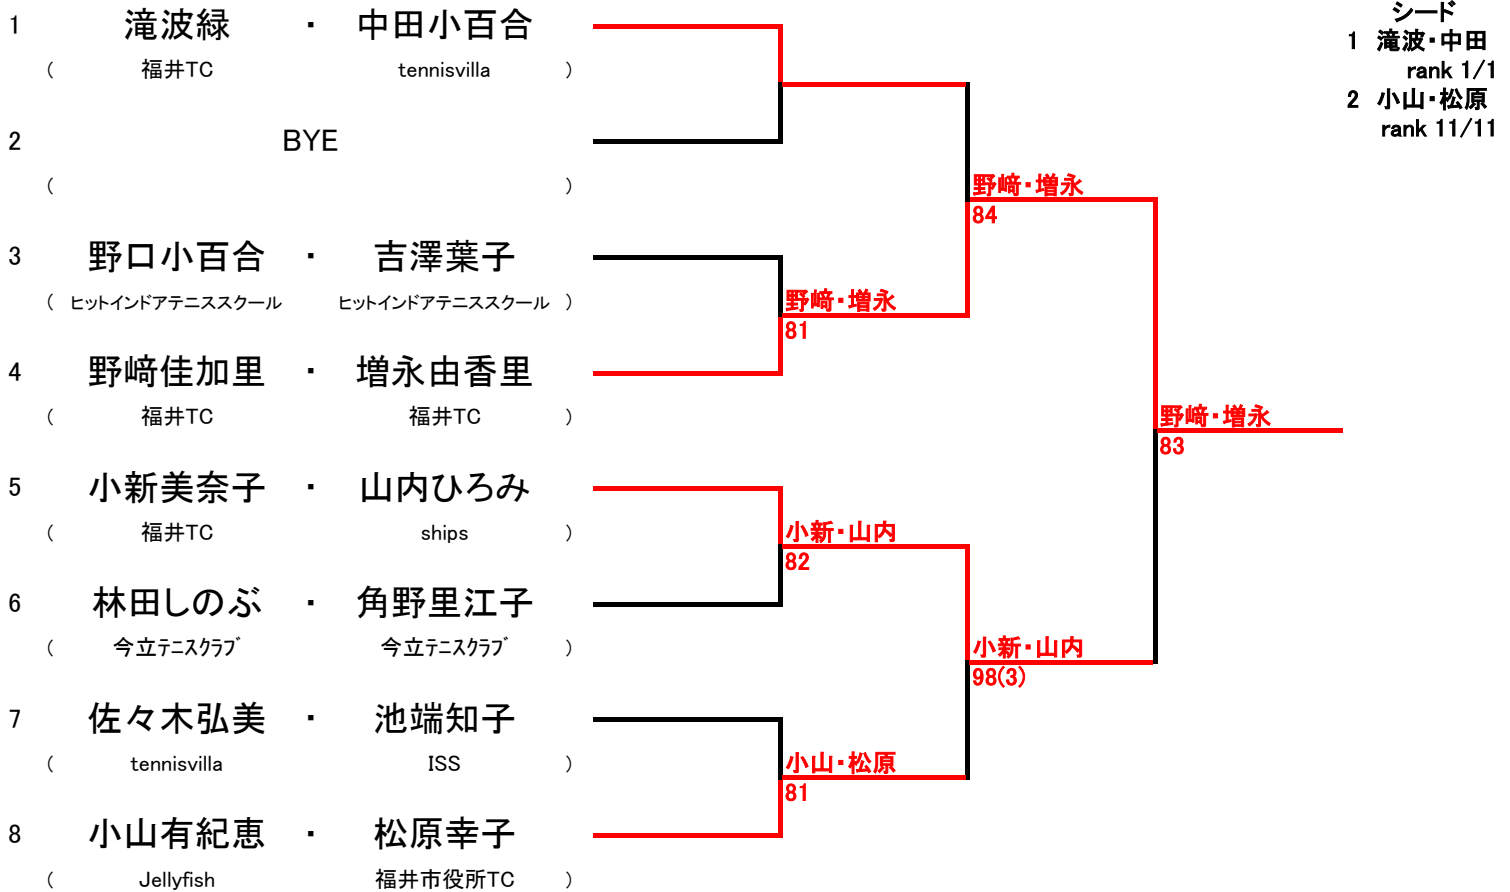 1 滝波緑 ・ 中田小百合
( 福井TC tennisvilla )
2 BYE
( )
3 野口小百合 ・ 吉澤葉子
( ヒットインドアテニススクール ヒットインドアテニススクール )
4 野﨑佳加里 ・ 増永由香里
( 福井TC 福井TC )
5 小新美奈子 ・ 山内ひろみ
( 福井TC ships )
6 林田しのぶ ・ 角野里江子
( 今立ﾃﾆｽｸﾗﾌﾞ 今立ﾃﾆｽｸﾗﾌﾞ )
7 佐々木弘美 ・ 池端知子
( tennisvilla ISS )
8 小山有紀恵 ・ 松原幸子
( Jellyfish 福井市役所TC )
野﨑・増永
81
小新・山内
82
小山・松原
81
野﨑・増永
84
小新・山内
98(3)
野﨑・増永
83
シード
1 滝波・中田
rank 1/1
2 小山・松原
rank 11/11